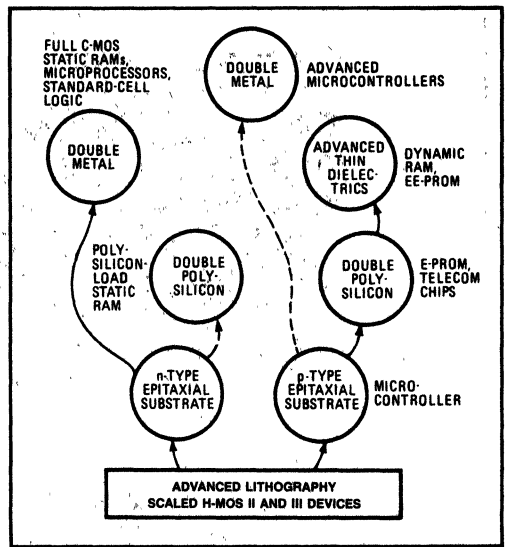 FULL C-MOS
STATIC RAMs,
MICROPROCESSORS,
STANDARD-CELL
LOGIC
DOUBLE
METAL
DOUBLE
METAL
ADVANCED
MICROCONTROLLERS
ADVANCED
THIN
DIELEC-
TRICS
DYNAMIC
RAM,
EE-PROM
POLY-
SILICON-
LOAD
STATIC
RAM
DOUBLE
POLY-
SILICON
DOUBLE
POLY-
SILICON
E-PROM,
TELECOM
CHIPS
n-TYPE
EPITAXIAL
SUBSTRATE
p-TYPE
EPITAXIAL
SUBSTRATE
MICRO-
CONTROLLER
ADVANCED LITHOGRAPHY
SCALED H-MOS II AND III DEVICES